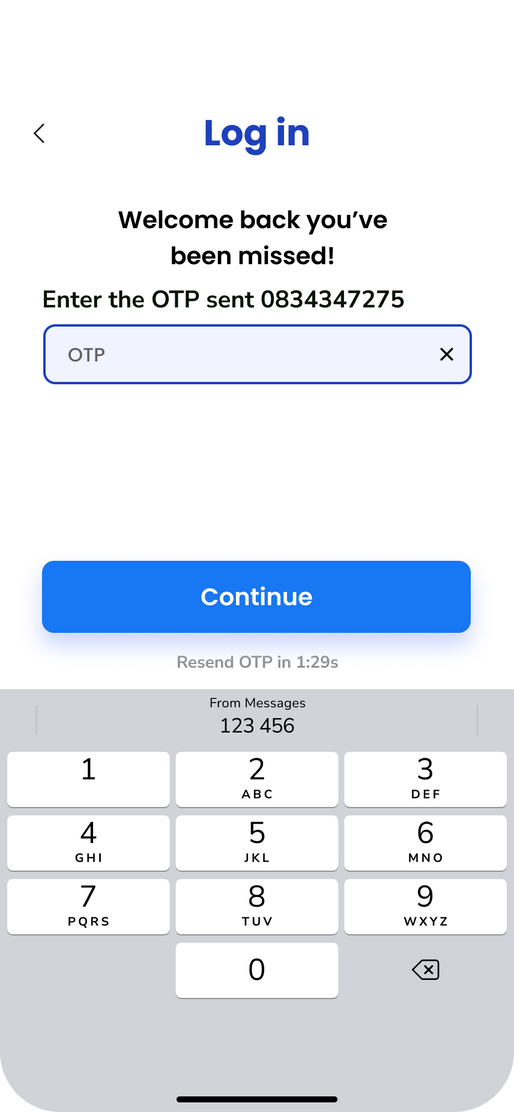 Log in
Welcome back you’ve
been missed!
Enter the OTP sent 0834347275
OTP
Continue
Resend OTP in 1:29s
From Messages
123 456
1
2
ABC
3
DEF
4
GHI
5
JKL
6
MNO
7
PQRS
8
TUV
9
WXYZ
0